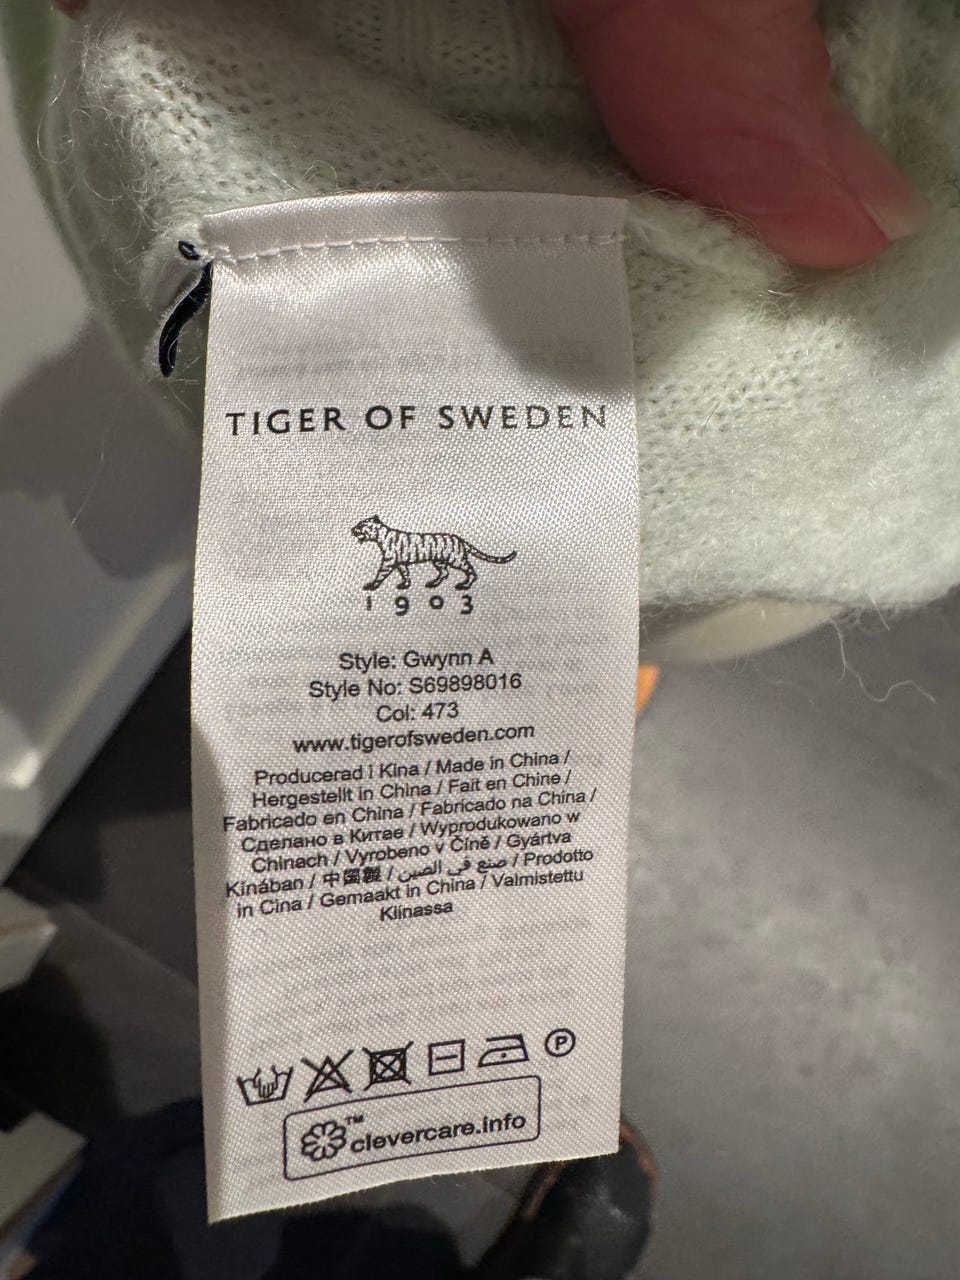 TIGER OF SWEDEN
1903
Style: Gwynn A
Style No: S69898016
Col: 473
www.tigerofsweden.com
Producerad i Kina / Made in China /
Hergestellt in China / Fait en Chine /
Fabricado en China / Fabricado na China /
Сделано в Китае / Wyprodukowano w
Chinach / Vyrobeno v Číně / Gyártva
Kínában / 中国製 / صنع في الصين / Prodotto
in Cina / Gemaakt in China / Valmistettu
Kiinassa
P
™
clevercare.info